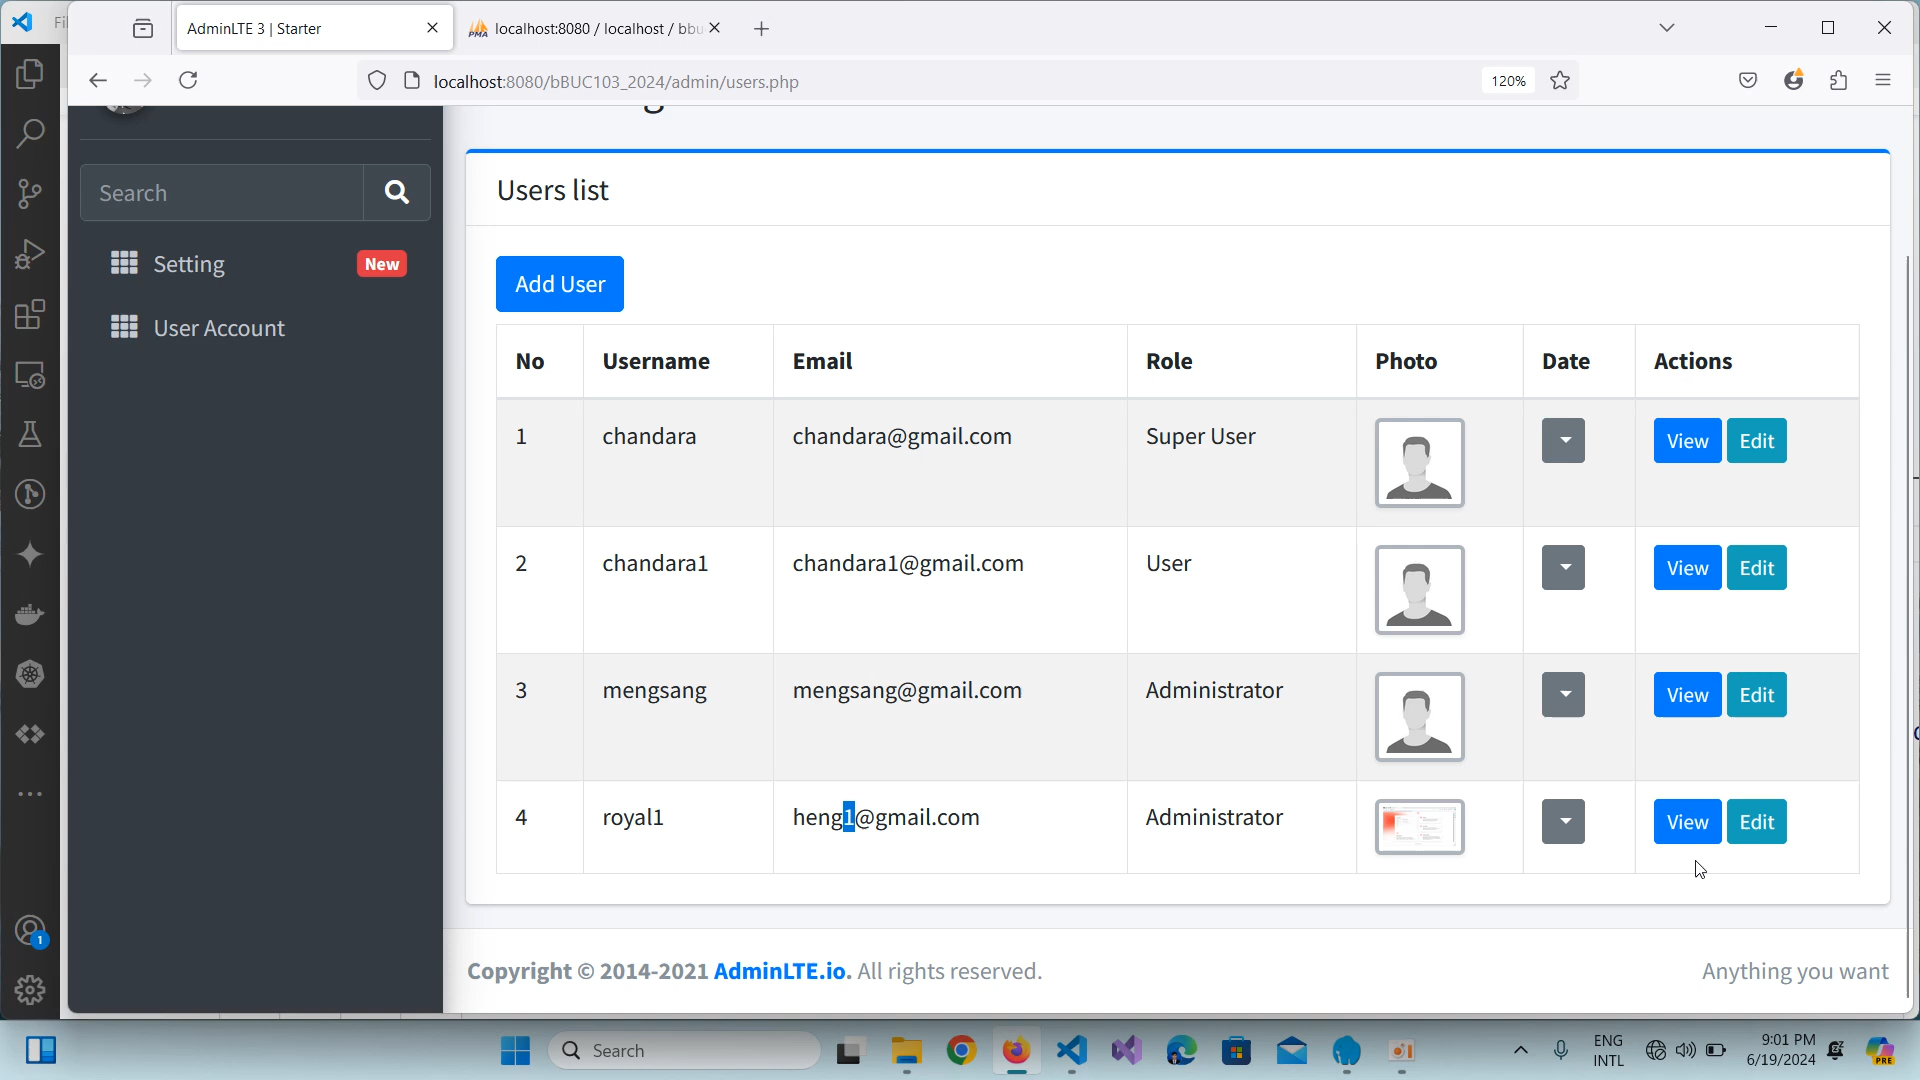 Fi
AdminLTE 3 | Starter
localhost:8080 / localhost / bbu
localhost:8080/bBUC103_2024/admin/users.php
120%
Search
Setting
New
User Account
Users list
Add User
No Username Email Role Photo Date Actions
1 chandara chandara@gmail.com Super User View Edit
2 chandara1 chandara1@gmail.com User View Edit
3 mengsang mengsang@gmail.com Administrator View Edit
4 royal1 heng1@gmail.com Administrator View Edit
Copyright © 2014-2021 AdminLTE.io. All rights reserved.
Anything you want
1
Search
ENG
INTL
9:01 PM
6/19/2024
PRE